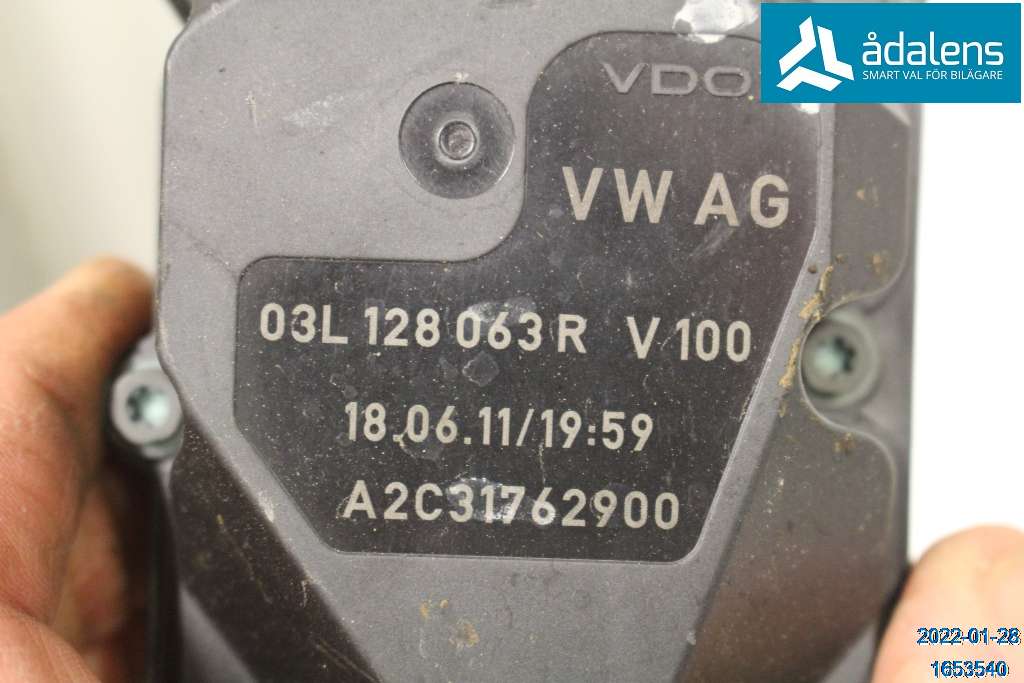 ådalens
SMART VAL FÖR BILÄGARE
VDO
VW AG
03L 128 063 R V 100
18.06.11/19:59
A2C31762900
2022-01-28
1653540